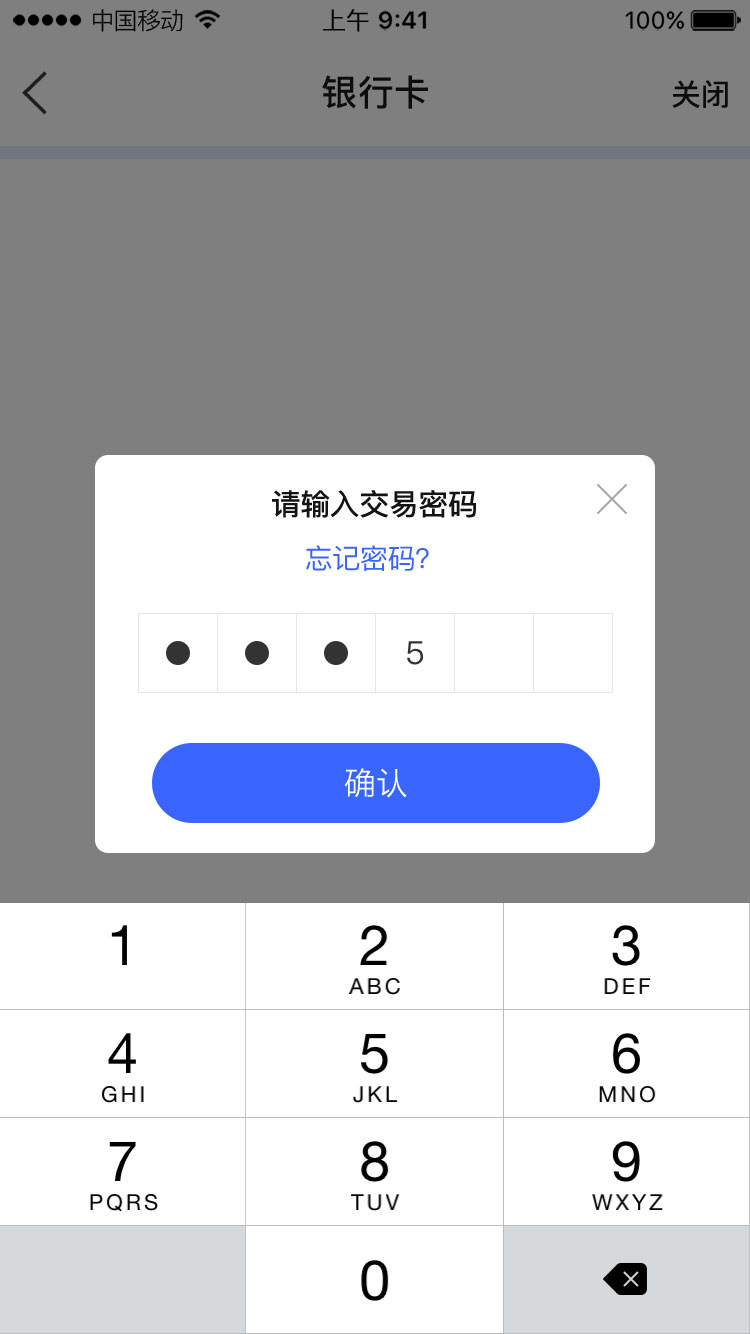 中国移动 上午 9:41 100%
银行卡 关闭
请输入交易密码
忘记密码?
5
确认
1 2 3
ABC DEF
4 5 6
GHI JKL MNO
7 8 9
PQRS TUV WXYZ
0